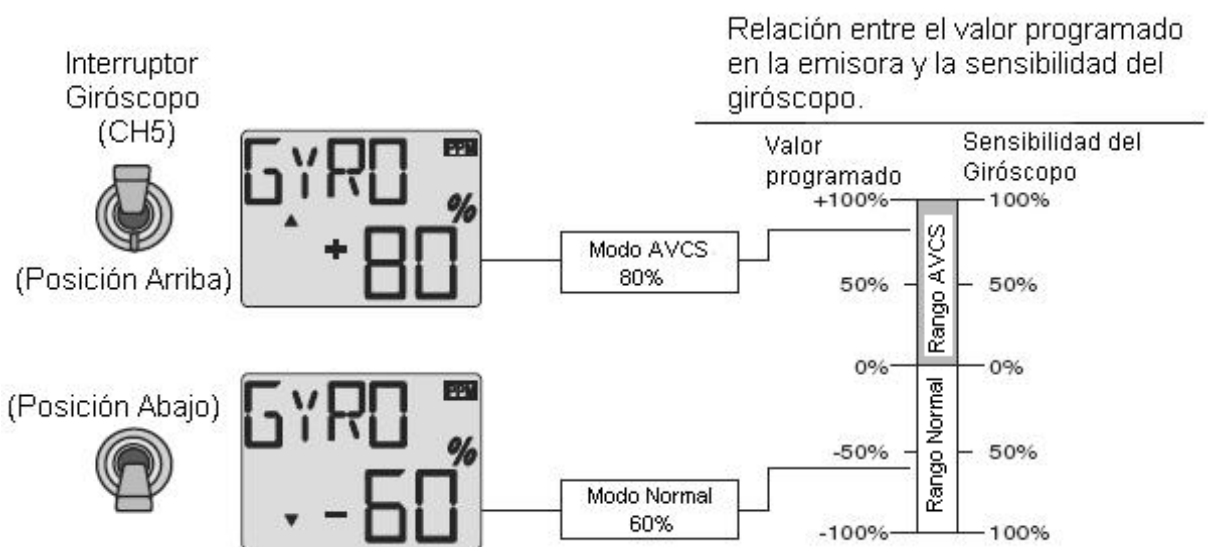 Relación entre el valor programado
en la emisora y la sensibilidad del
giróscopo.
Interruptor
Giróscopo
(CH5)
(Posición Arriba)
GYRO PPM
%
+80
Modo AVCS
80%
Valor
programado
Sensibilidad del
Giróscopo
+100% 100%
50% 50%
Rango AVCS
0% 0%
(Posición Abajo)
GYRO PPM
%
-60
Modo Normal
60%
-50% 50%
Rango Normal
-100% 100%